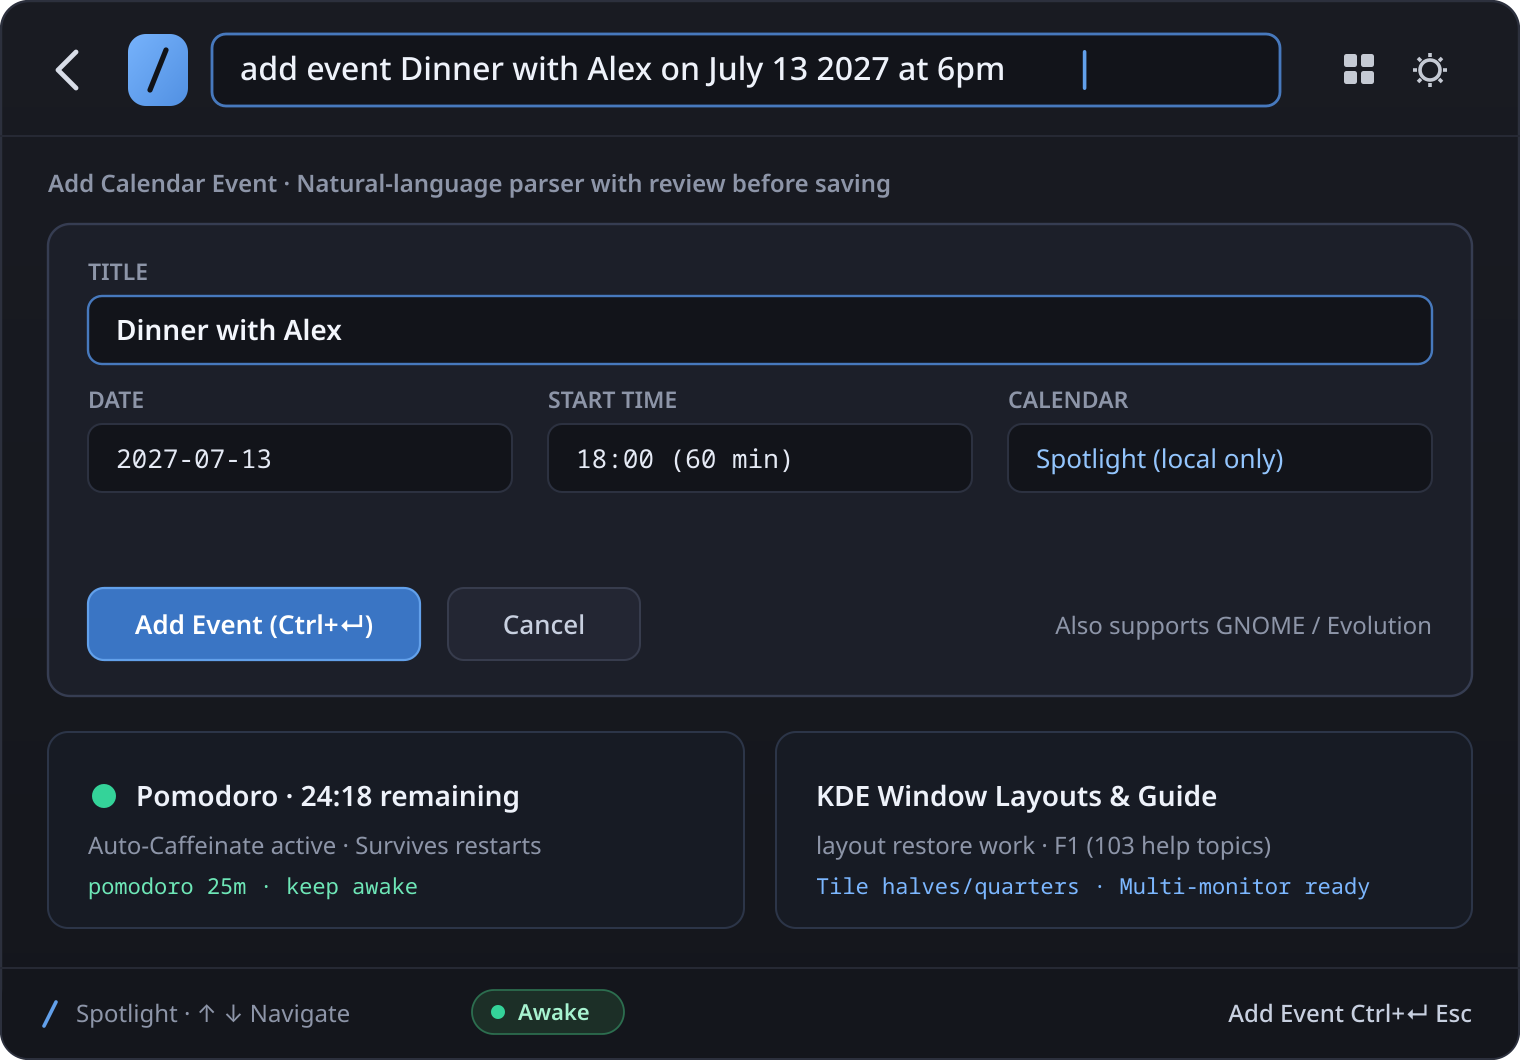 add event Dinner with Alex on July 13 2027 at 6pm
Add Calendar Event · Natural-language parser with review before saving
TITLE
Dinner with Alex
DATE
START TIME
CALENDAR
2027-07-13
18:00 (60 min)
Spotlight (local only)
Add Event (Ctrl+↵)
Cancel
Also supports GNOME / Evolution
Pomodoro · 24:18 remaining
Auto-Caffeinate active · Survives restarts
pomodoro 25m · keep awake
KDE Window Layouts & Guide
layout restore work · F1 (103 help topics)
Tile halves/quarters · Multi-monitor ready
/ Spotlight · ↑ ↓ Navigate
Awake
Add Event Ctrl+↵ Esc